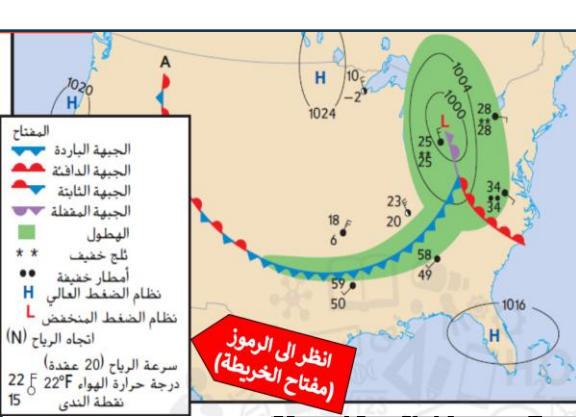 1020
H
A
H
1024
10
-2
1004
1000
L
25
**
25
28
**
28
34
••
34
23
20
18
6
58
49
59
50
1016
H
المفتاح
الجبهة الباردة
الجبهة الدافئة
الجبهة الثابتة
الجبهة المقفلة
الهطول
ثلج خفيف * *
أمطار خفيفة ••
نظام الضغط العالي H
نظام الضغط المنخفض L
اتجاه الرياح (N)
سرعة الرياح (20 عقدة)
درجة حرارة الهواء 22°F 22
نقطة الندى 15
انظر الى الرموز
(مفتاح الخريطة)